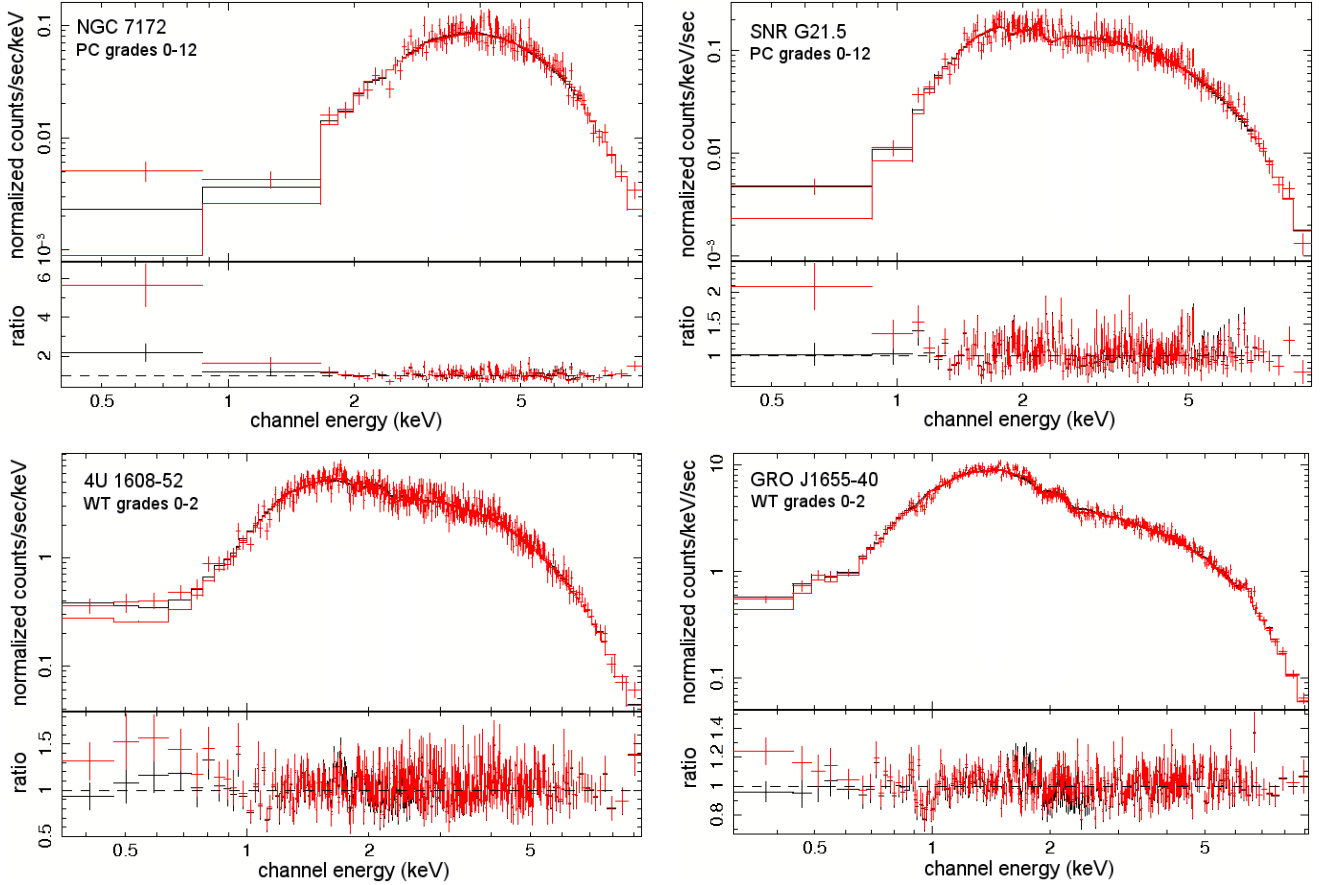 NGC 7172
PC grades 0-12
normalized counts/sec/keV
0.1
0.01
10⁻³
ratio
6
4
2
0.5
1
2
5
channel energy (keV)
SNR G21.5
PC grades 0-12
normalized counts/keV/sec
0.1
0.01
10⁻³
ratio
2
1.5
1
0.5
1
2
5
channel energy (keV)
4U 1608-52
WT grades 0-2
normalized counts/sec/keV
1
0.1
ratio
1.5
1
0.5
0.5
1
2
5
channel energy (keV)
GRO J1655-40
WT grades 0-2
normalized counts/keV/sec
10
1
0.1
ratio
1.4
1.2
1
0.8
0.5
1
2
5
channel energy (keV)